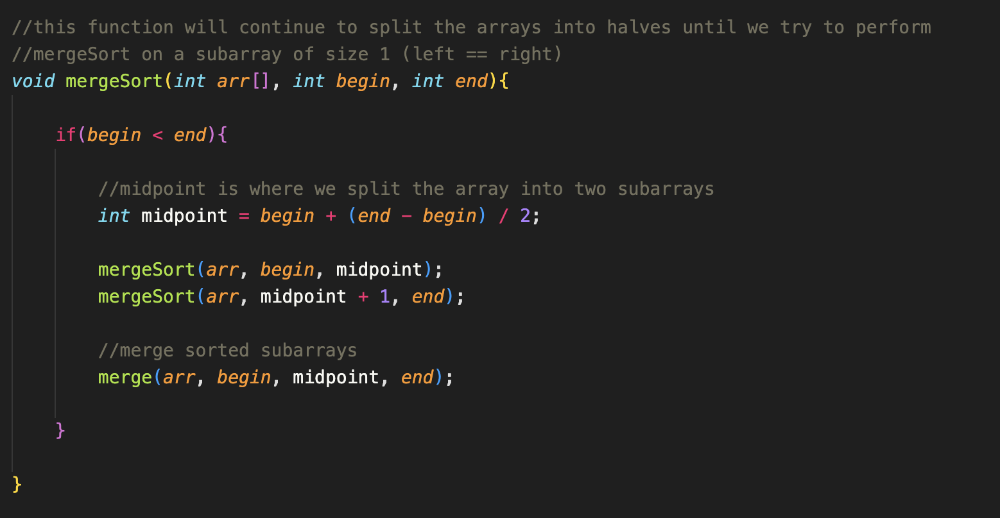 //this function will continue to split the arrays into halves until we try to perform
//mergeSort on a subarray of size 1 (left == right)
void mergeSort(int arr[], int begin, int end){
if(begin < end){
//midpoint is where we split the array into two subarrays
int midpoint = begin + (end - begin) / 2;
mergeSort(arr, begin, midpoint);
mergeSort(arr, midpoint + 1, end);
//merge sorted subarrays
merge(arr, begin, midpoint, end);
}
}